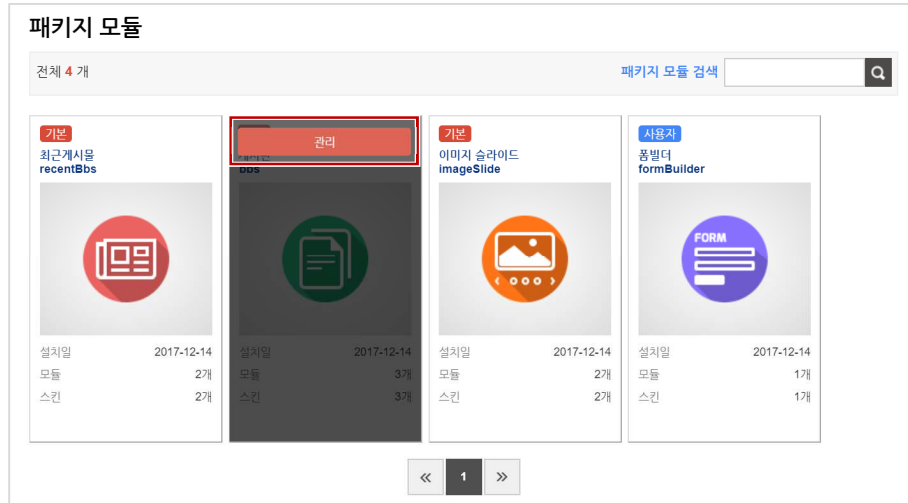 패키지 모듈
전체 4 개
패키지 모듈 검색
기본
최근게시물
recentBbs
설치일 2017-12-14
모듈 2개
스킨 2개
관리
bbs
설치일 2017-12-14
모듈 3개
스킨 3개
기본
이미지 슬라이드
imageSlide
설치일 2017-12-14
모듈 2개
스킨 2개
사용자
폼빌더
formBuilder
FORM
설치일 2017-12-14
모듈 1개
스킨 1개
« 1 »